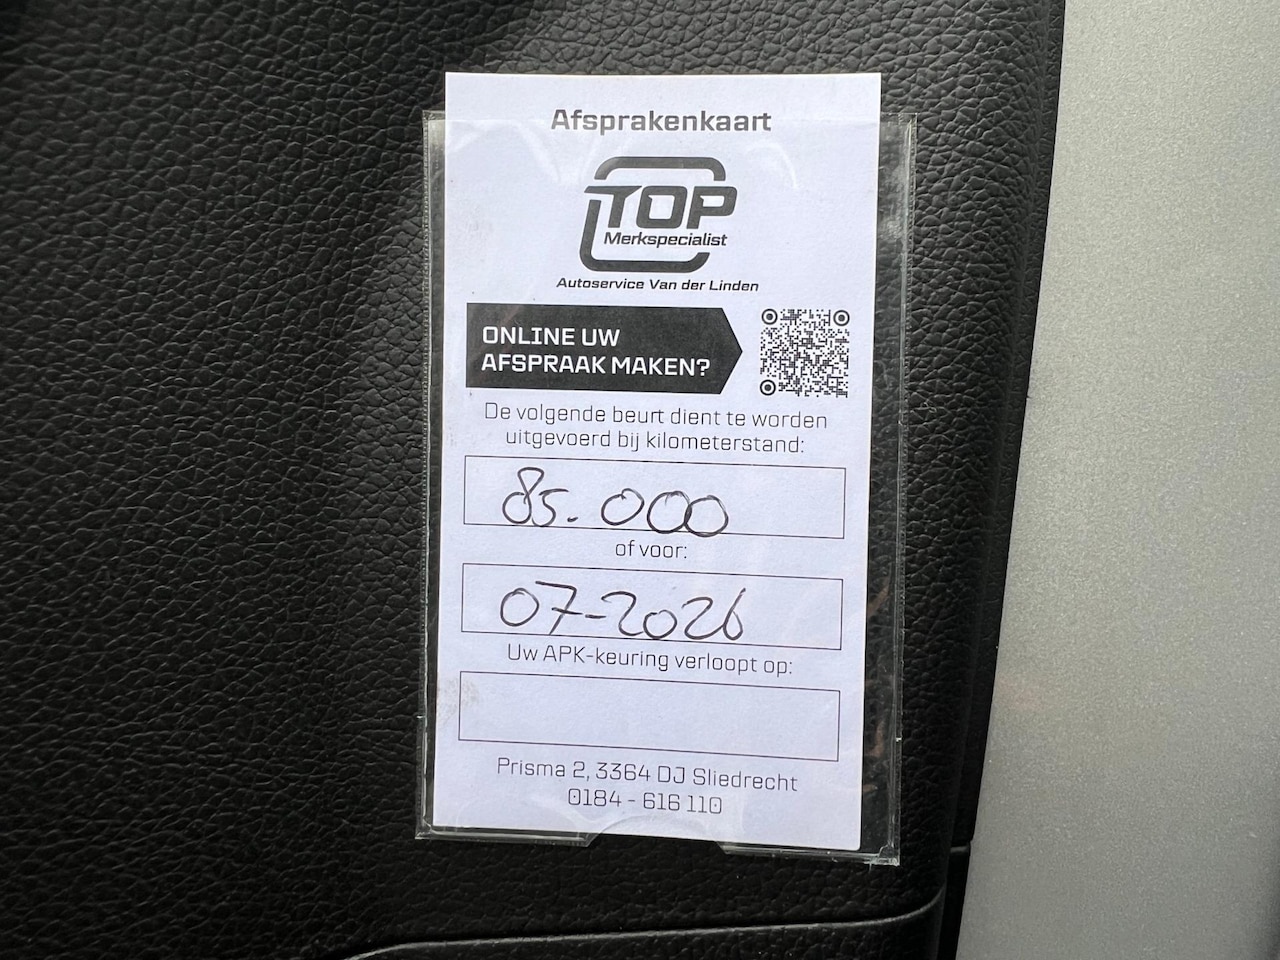 Afsprakenkaart
TOP
Merkspecialist
Autoservice Van der Linden
ONLINE UW
AFSPRAAK MAKEN?
De volgende beurt dient te worden
uitgevoerd bij kilometerstand:
85.000
of voor:
07-2026
Uw APK-keuring verloopt op:
Prisma 2, 3364 DJ Sliedrecht
0184 - 616 110